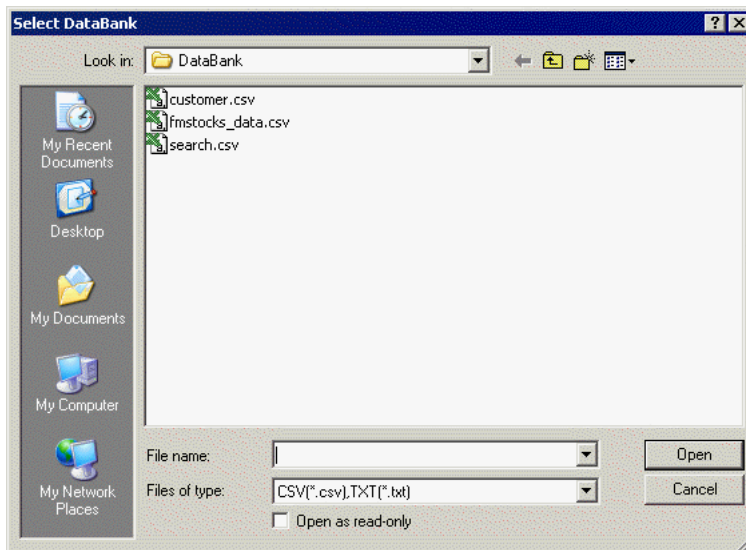 Select DataBank
Look in: DataBank
customer.csv
fmstocks_data.csv
search.csv
My Recent
Documents
Desktop
My Documents
My Computer
My Network
Places
File name:
Open
Files of type: CSV(*.csv),TXT(*.txt)
Cancel
Open as read-only